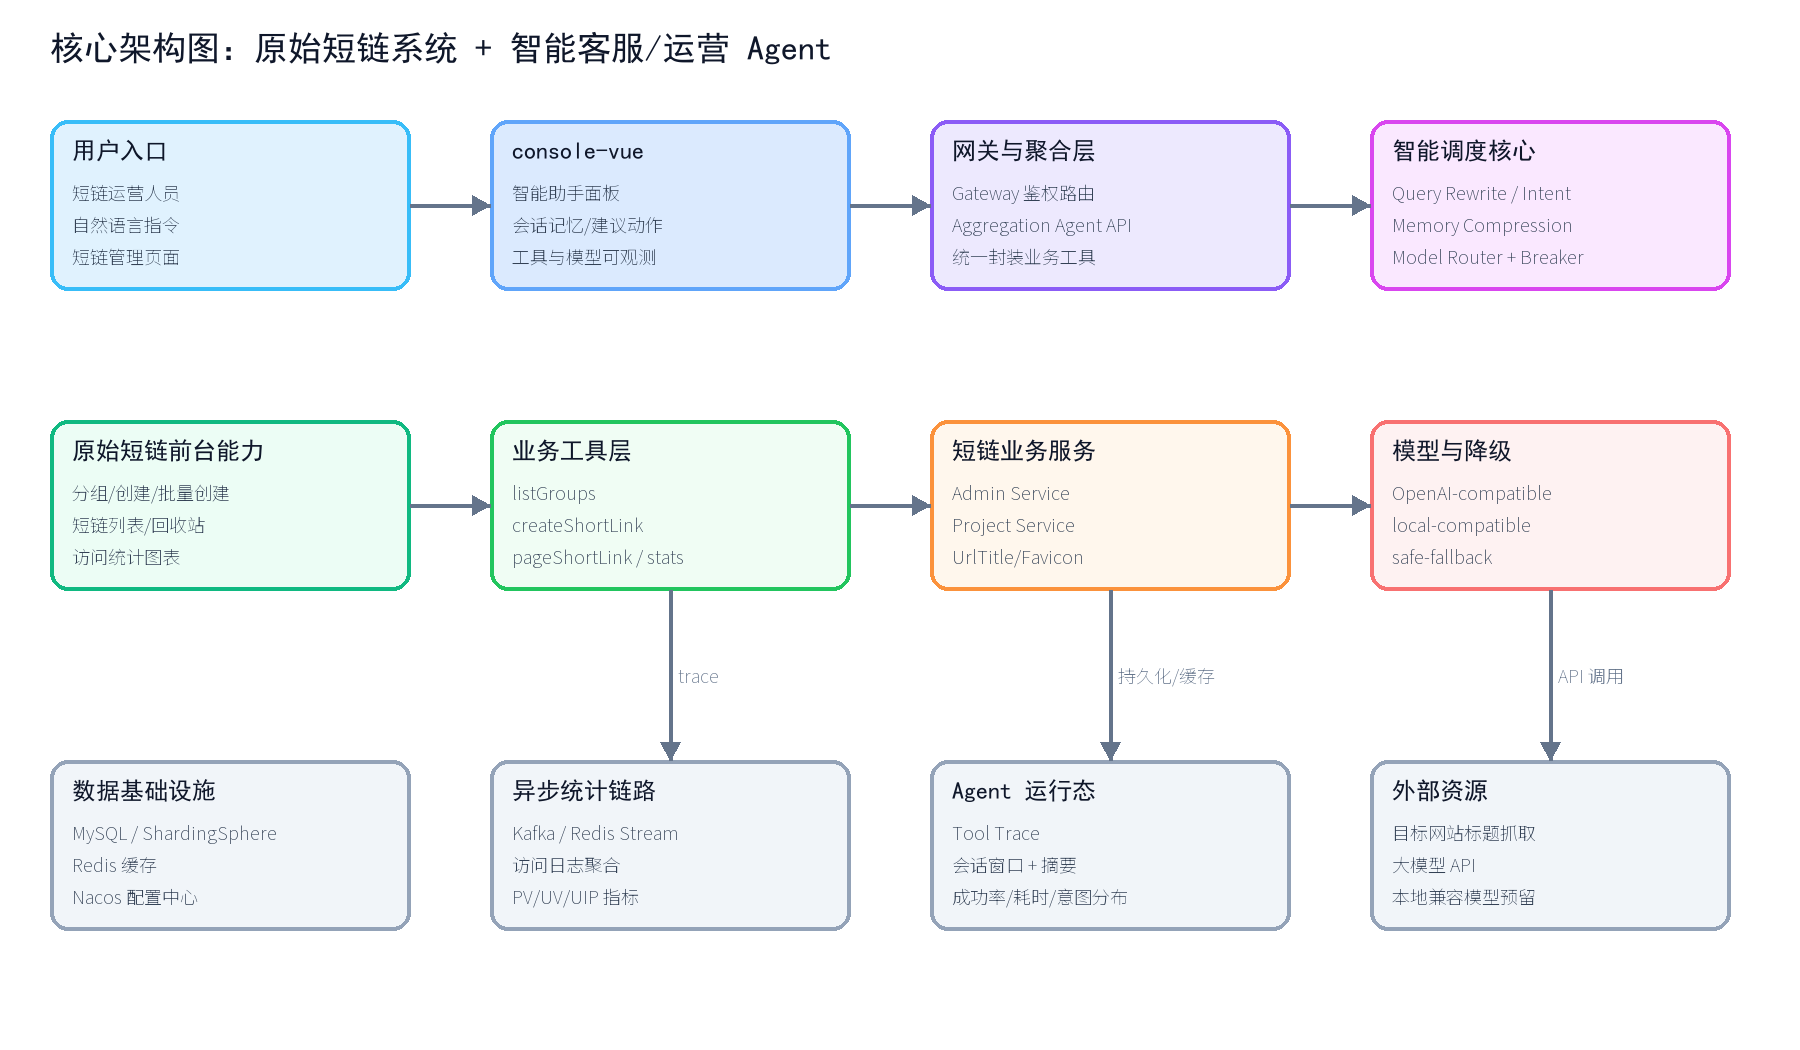 核心架构图：原始短链系统 + 智能客服/运营 Agent
用户入口
短链运营人员
自然语言指令
短链管理页面
console-vue
智能助手面板
会话记忆/建议动作
工具与模型可观测
网关与聚合层
Gateway 鉴权路由
Aggregation Agent API
统一封装业务工具
智能调度核心
Query Rewrite / Intent
Memory Compression
Model Router + Breaker
原始短链前台能力
分组/创建/批量创建
短链列表/回收站
访问统计图表
业务工具层
listGroups
createShortLink
pageShortLink / stats
短链业务服务
Admin Service
Project Service
UrlTitle/Favicon
模型与降级
OpenAI-compatible
local-compatible
safe-fallback
trace
持久化/缓存
API 调用
数据基础设施
MySQL / ShardingSphere
Redis 缓存
Nacos 配置中心
异步统计链路
Kafka / Redis Stream
访问日志聚合
PV/UV/UIP 指标
Agent 运行态
Tool Trace
会话窗口 + 摘要
成功率/耗时/意图分布
外部资源
目标网站标题抓取
大模型 API
本地兼容模型预留